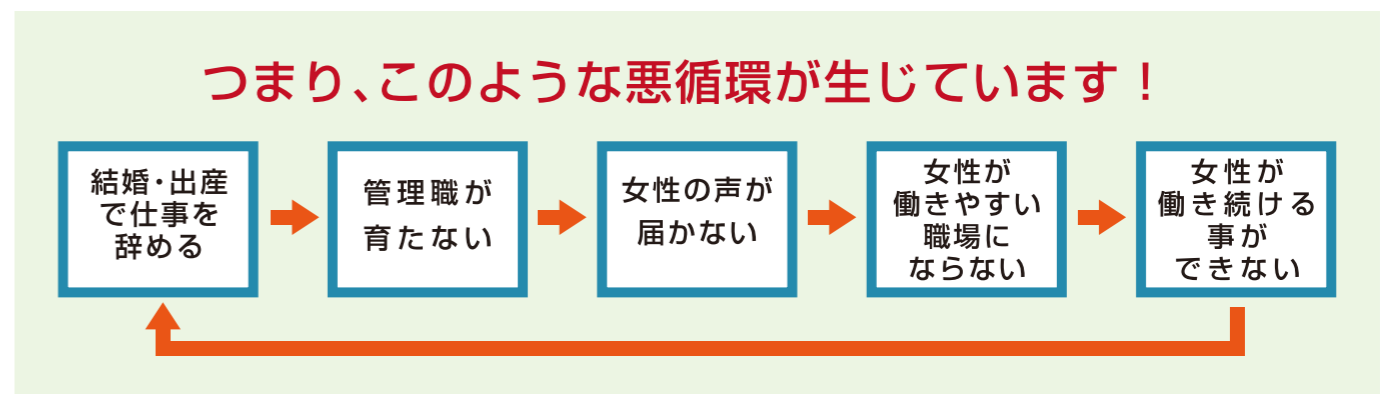 つまり、このような悪循環が生じています！
結婚・出産
で仕事を
辞める
管理職が
育たない
女性の声が
届かない
女性が
働きやすい
職場に
ならない
女性が
働き続ける
事が
できない